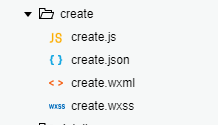 create
JS create.js
{ } create.json
< > create.wxml
wxss create.wxss